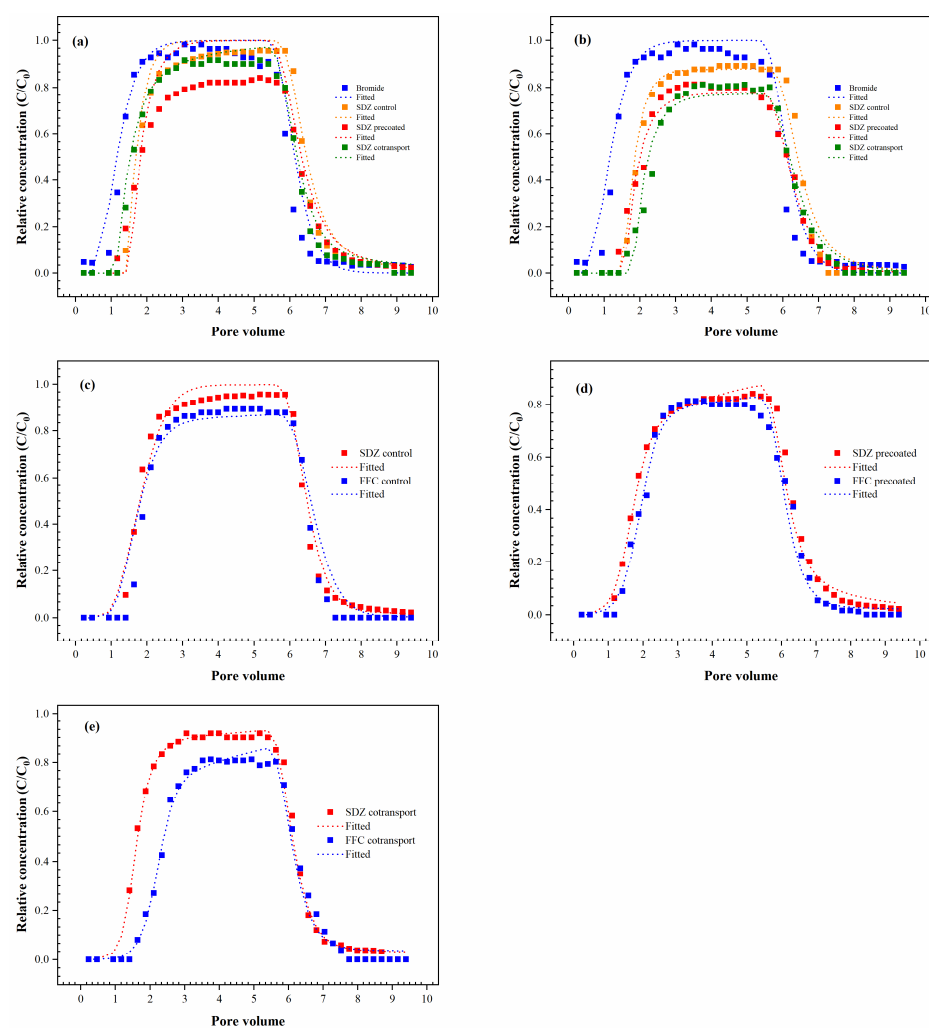 (a)
Relative concentration (C/C₀)
1.0
0.8
0.6
0.4
0.2
0.0
Bromide
Fitted
SDZ control
Fitted
SDZ precoated
Fitted
SDZ cotransport
Fitted
0 1 2 3 4 5 6 7 8 9 10
Pore volume
(b)
Relative concentration (C/C₀)
1.0
0.8
0.6
0.4
0.2
0.0
Bromide
Fitted
SDZ control
Fitted
SDZ precoated
Fitted
SDZ cotransport
Fitted
0 1 2 3 4 5 6 7 8 9 10
Pore volume
(c)
Relative concentration (C/C₀)
1.0
0.8
0.6
0.4
0.2
0.0
SDZ control
Fitted
FFC control
Fitted
0 1 2 3 4 5 6 7 8 9 10
Pore volume
(d)
Relative concentration (C/C₀)
0.8
0.6
0.4
0.2
0.0
SDZ precoated
Fitted
FFC precoated
Fitted
0 1 2 3 4 5 6 7 8 9 10
Pore volume
(e)
Relative concentration (C/C₀)
1.0
0.8
0.6
0.4
0.2
0.0
SDZ cotransport
Fitted
FFC cotransport
Fitted
0 1 2 3 4 5 6 7 8 9 10
Pore volume